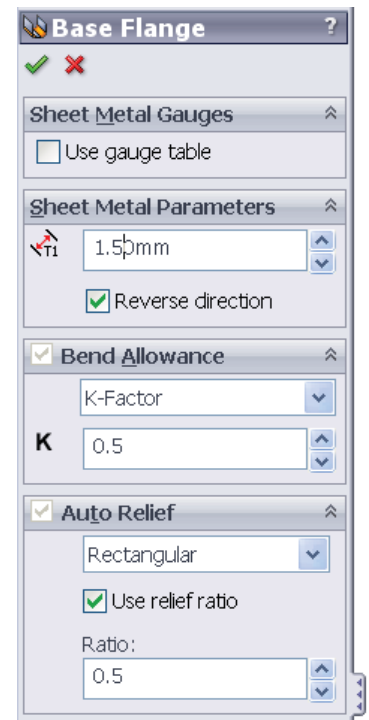 Base Flange ?
Sheet Metal Gauges
Use gauge table
Sheet Metal Parameters
T1 1.50mm
Reverse direction
Bend Allowance
K-Factor
K 0.5
Auto Relief
Rectangular
Use relief ratio
Ratio:
0.5